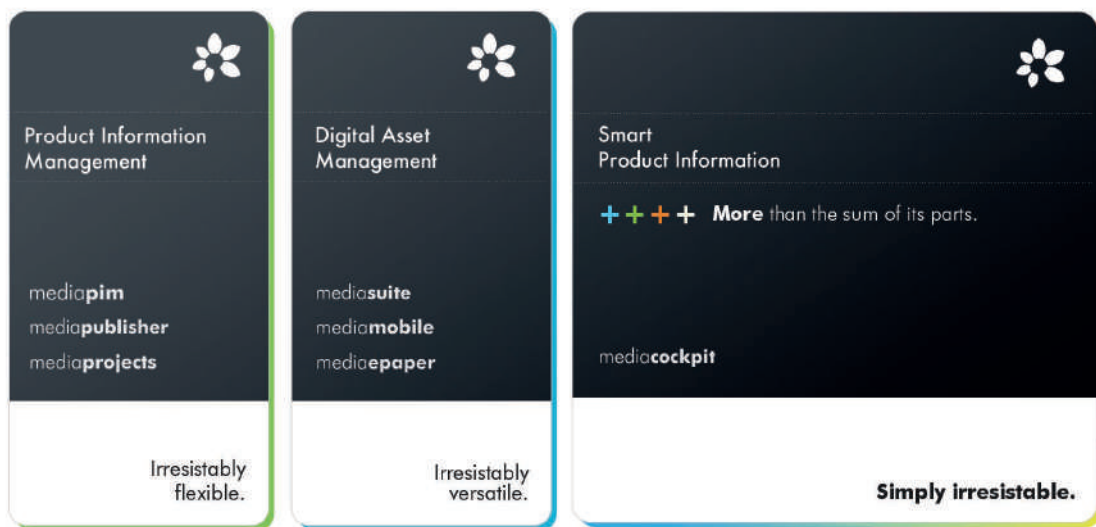 Product Information
Management
mediapim
mediapublisher
mediaprojects
Irresistably
flexible.
Digital Asset
Management
mediasuite
mediamobile
mediaepaper
Irresistably
versatile.
Smart
Product Information
++++ More than the sum of its parts.
mediacockpit
Simply irresistable.